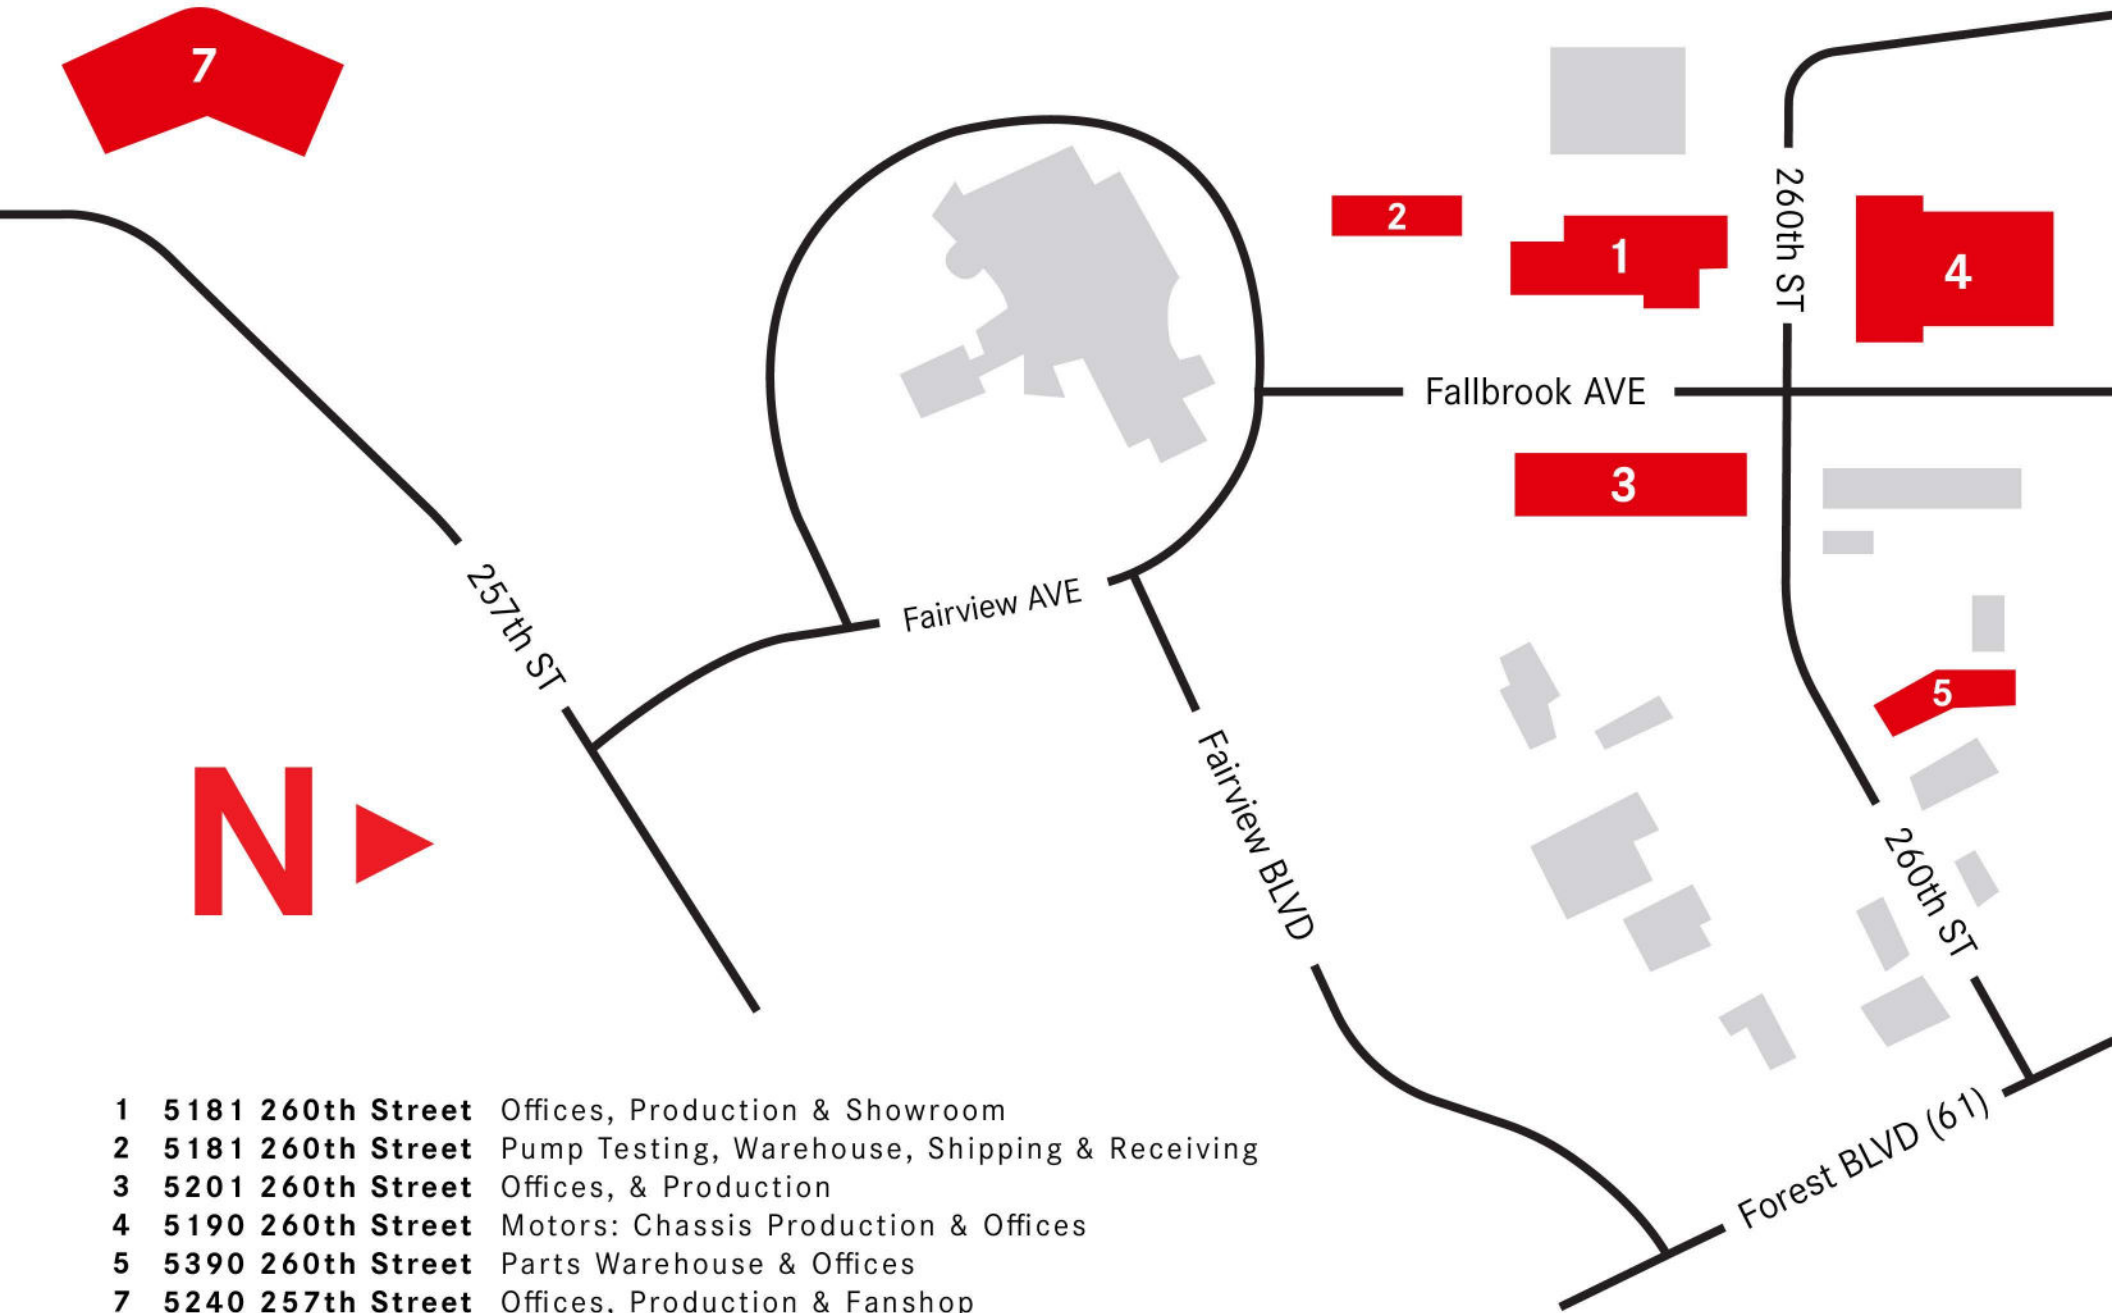 7
2
1
4
260th ST
Fallbrook AVE
3
257th ST
Fairview AVE
5
Fairview BLVD
N
260th ST
Forest BLVD (61)
1 5181 260th Street Offices, Production & Showroom
2 5181 260th Street Pump Testing, Warehouse, Shipping & Receiving
3 5201 260th Street Offices, & Production
4 5190 260th Street Motors: Chassis Production & Offices
5 5390 260th Street Parts Warehouse & Offices
7 5240 257th Street Offices, Production & Fanshop